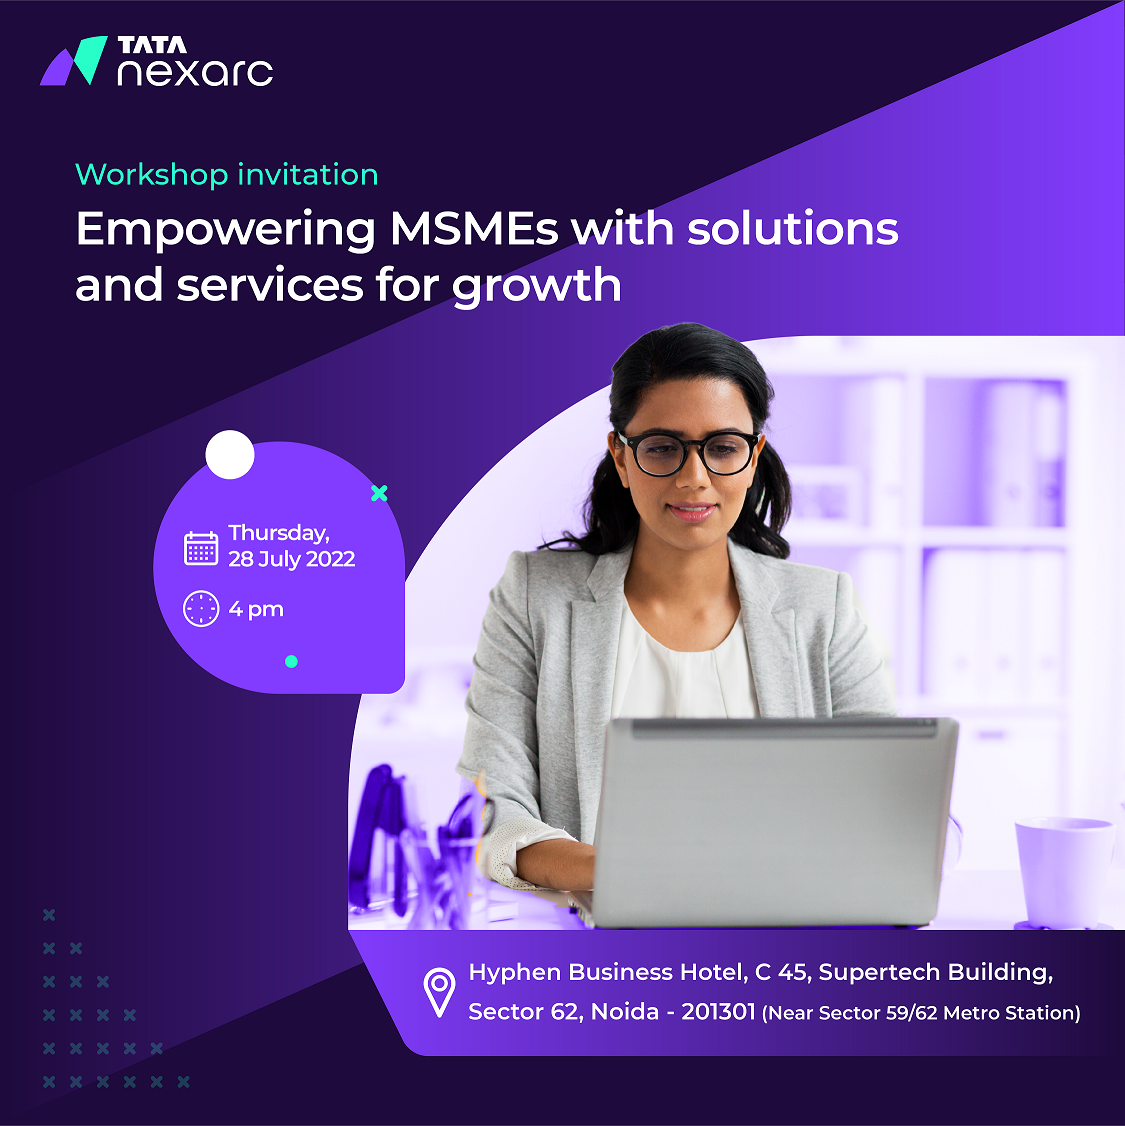 TATA
nexarc
Workshop invitation
Empowering MSMEs with solutions
and services for growth
Thursday,
28 July 2022
4 pm
Hyphen Business Hotel, C 45, Supertech Building,
Sector 62, Noida - 201301 (Near Sector 59/62 Metro Station)